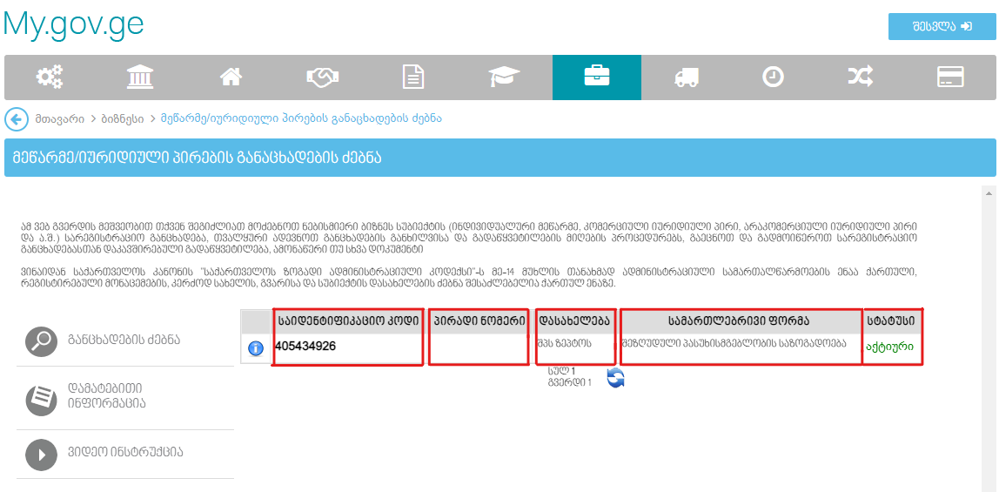 My.gov.ge
შესვლა
მთავარი > ბიზნესი > მეწარმე/იურიდიული პირების განაცხადების ძებნა
მეწარმე/იურიდიული პირების განაცხადების ძებნა
ამ ვებ გვერდის მეშვეობით თქვენ შეგიძლიათ მოძებნოთ ნებისმიერი ბიზნეს სუბიექტის (ინდივიდუალური მეწარმე, კომერციული იურიდიული პირი, არაკომერციული იურიდიული პირი
და ა.შ.) სარეგისტრაციო განცხადება, თვალყური ადევნოთ განცხადების განხილვისა და გადაწყვეტილების მიღების პროცედურებს, გაეცნოთ და გადმოიწეროთ სარეგისტრაციო
განცხადებასთან დაკავშირებული გადაწყვეტილება, ამონაწერი თუ სხვა დოკუმენტი
ვინაიდან საქართველოს კანონის "საქართველოს ზოგადი ადმინისტრაციული კოდექსი"-ს მე-14 მუხლის თანახმად ადმინისტრაციული სამართალწარმოების ენაა ქართული,
რეგისტირებული მონაცემების, კერძოდ სახელის, გვარისა და სუბიექტის დასახელების ძებნა შესაძლებელია ქართულ ენაზე.
განცხადების ძებნა
დამატებითი
ინფორმაცია
ვიდეო ინსტრუქცია
საიდენტიფიკაციო კოდი პირადი ნომერი დასახელება სამართლებრივი ფორმა სტატუსი
405434926 შპს ზეპტოს შეზღუდული პასუხისმგებლობის საზოგადოება აქტიური
სულ 1
გვერდი 1